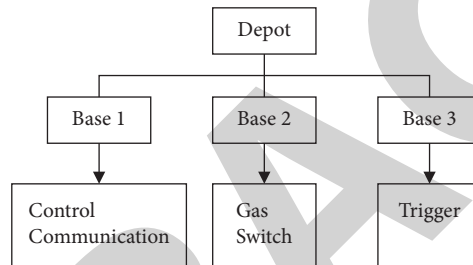 Depot
Base 1
Base 2
Base 3
Control
Communication
Gas
Switch
Trigger